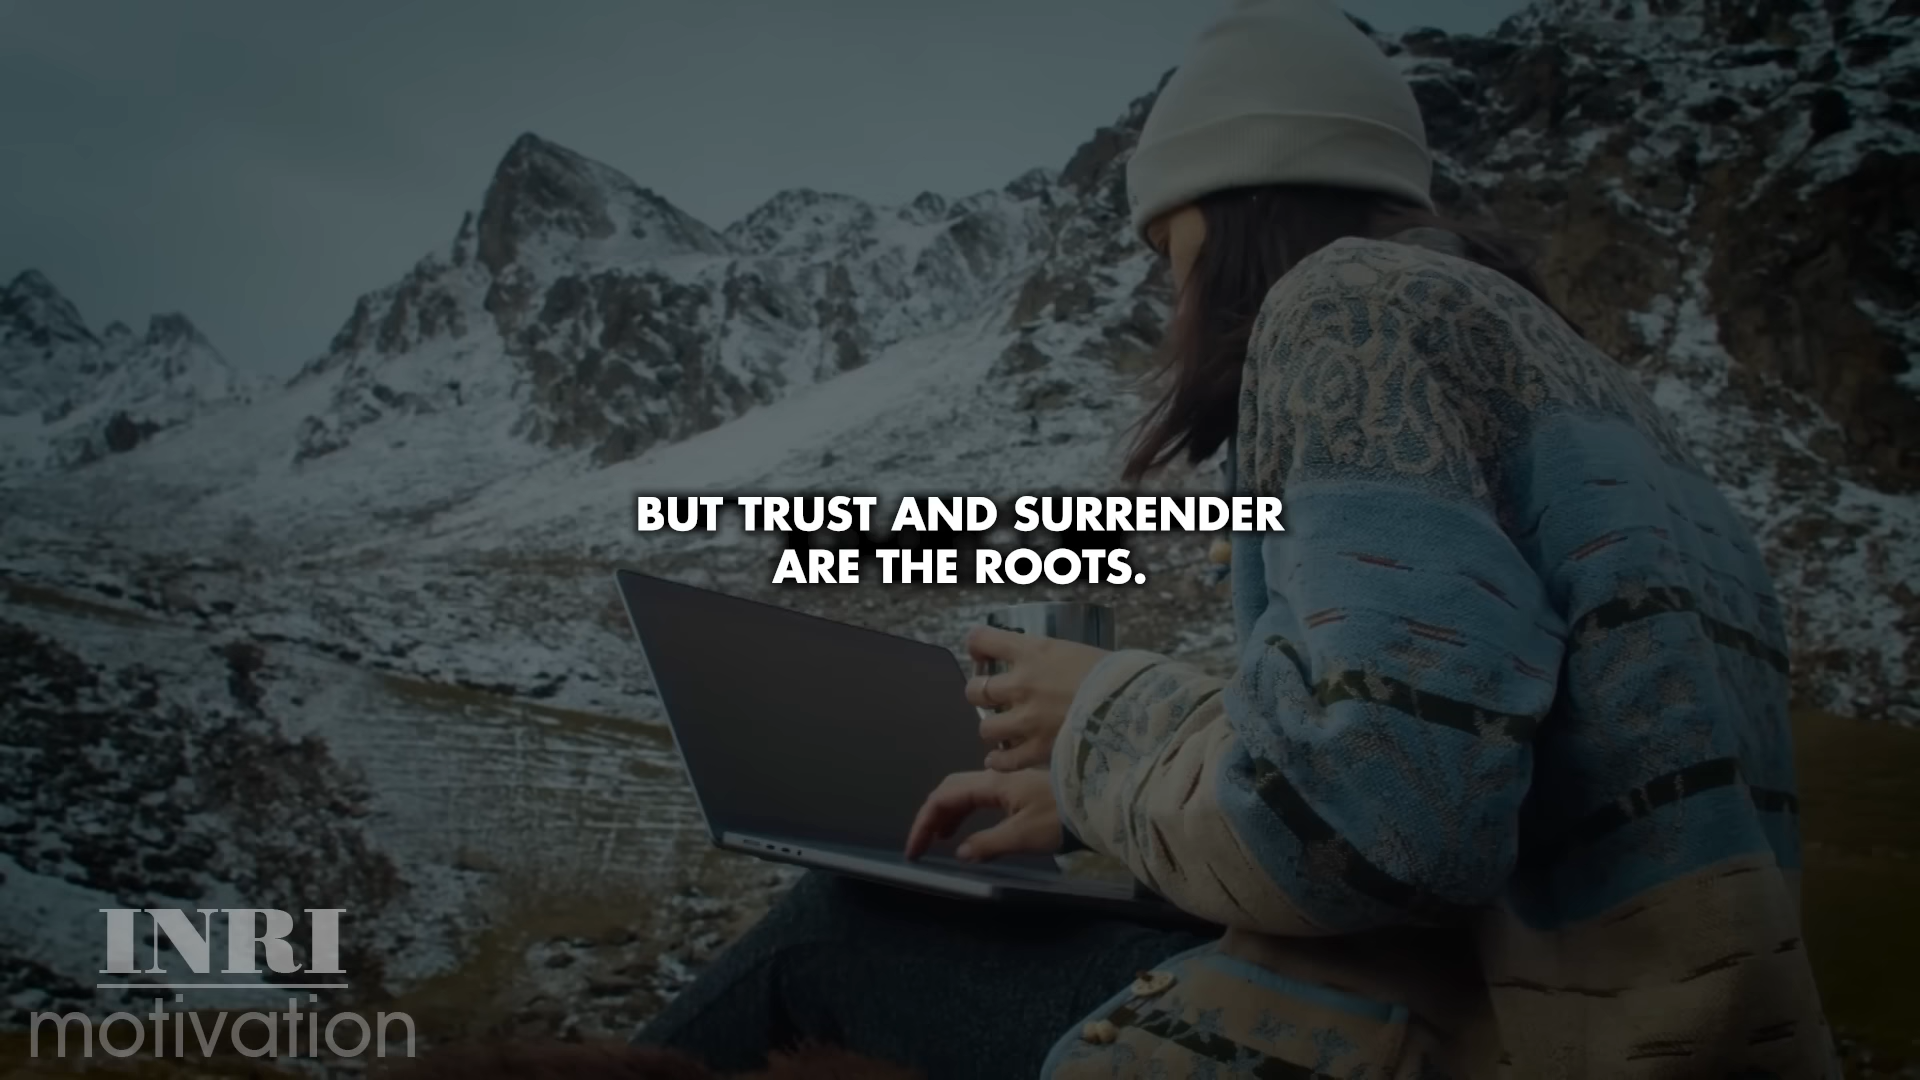 BUT TRUST AND SURRENDER
ARE THE ROOTS.
INRI
motivation